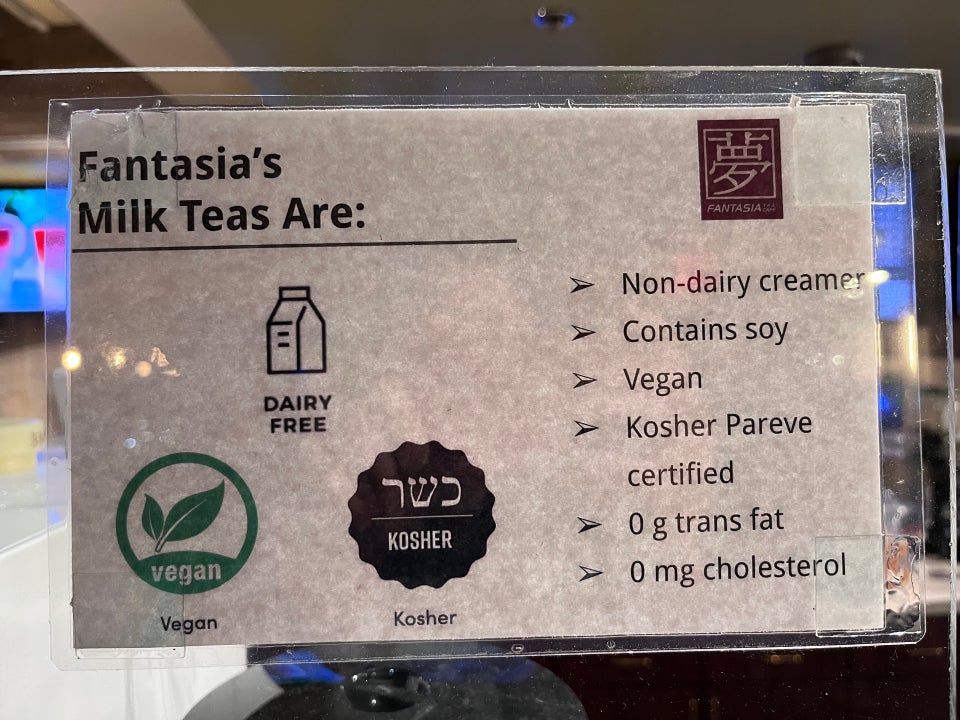 Fantasia's
Milk Teas Are:
夢
FANTASIA
DAIRY
FREE
vegan
Vegan
כשר
KOSHER
Kosher
➢ Non-dairy creamer
➢ Contains soy
➢ Vegan
➢ Kosher Pareve
certified
➢ 0 g trans fat
➢ 0 mg cholesterol